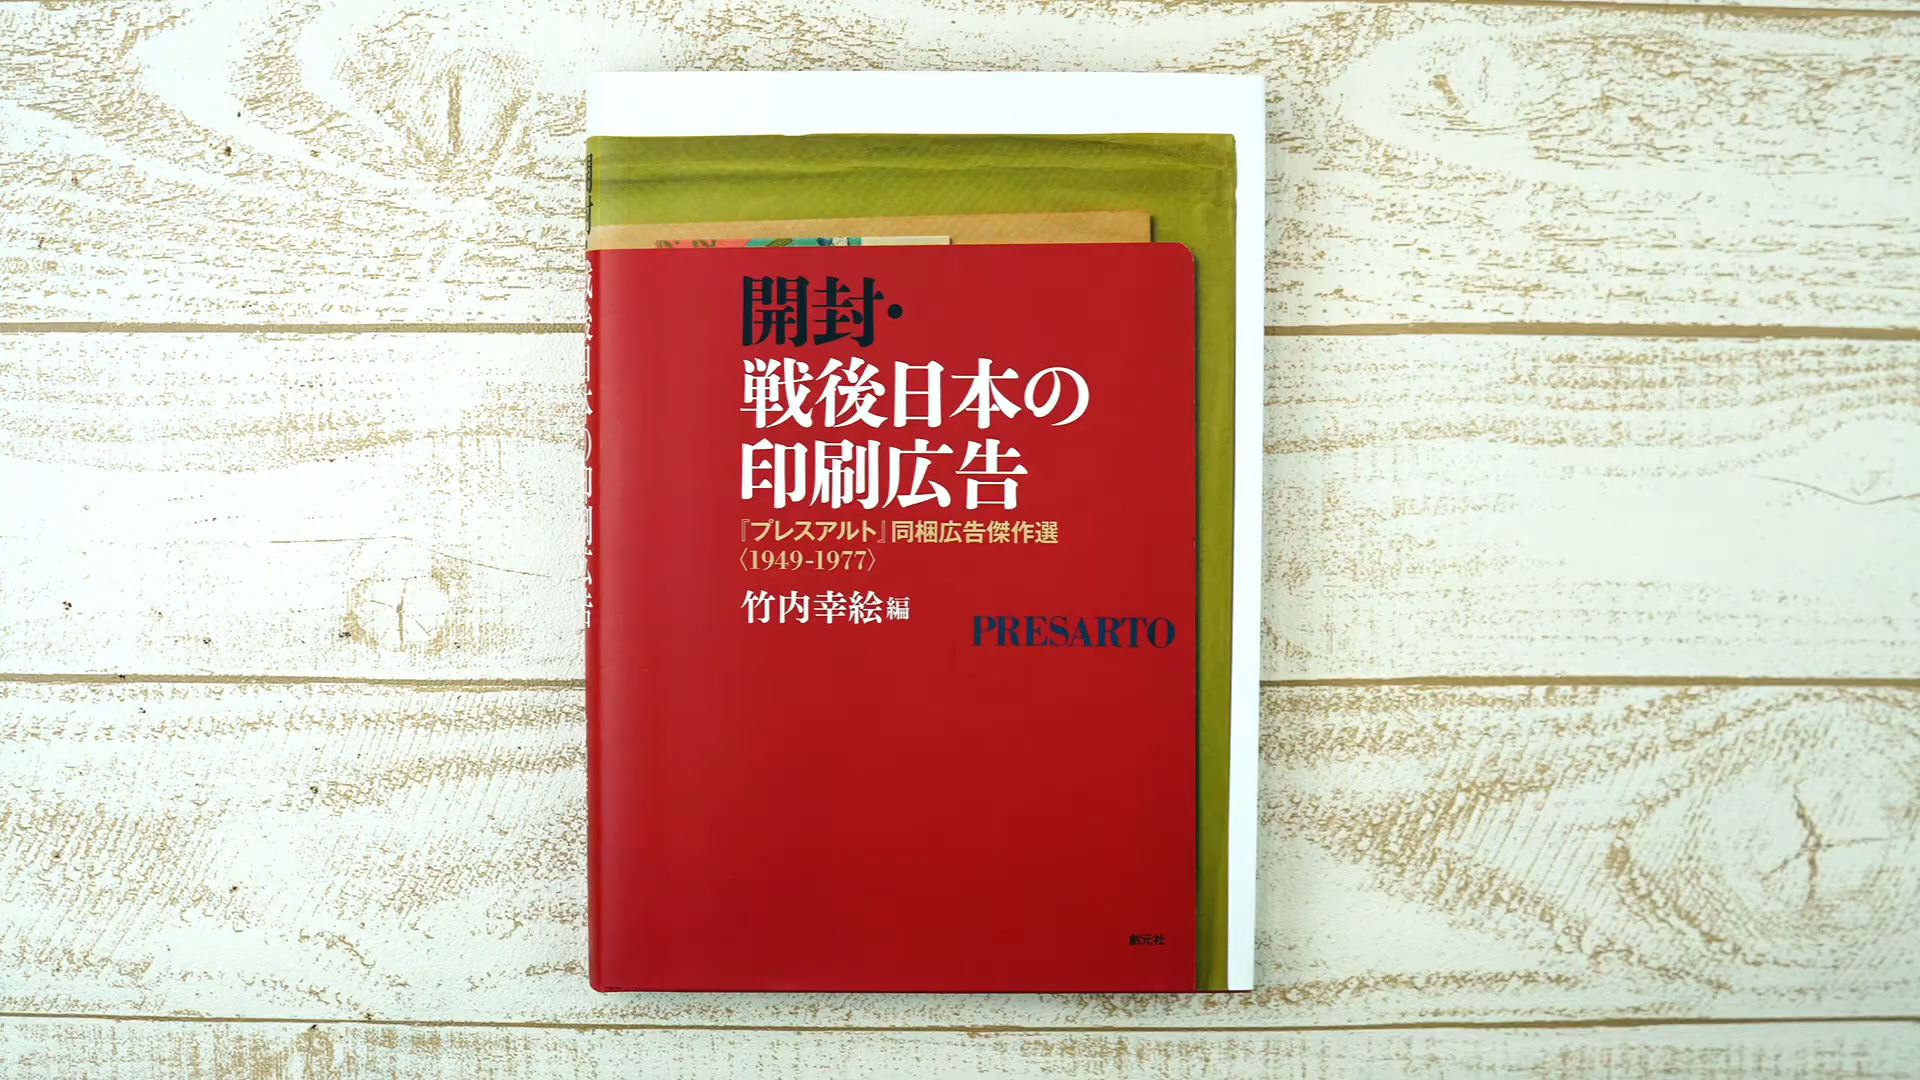 開封・
戦後日本の
印刷広告
『プレスアルト』同梱広告傑作選
〈1949-1977〉
竹内幸絵編
PRESARTO
創元社